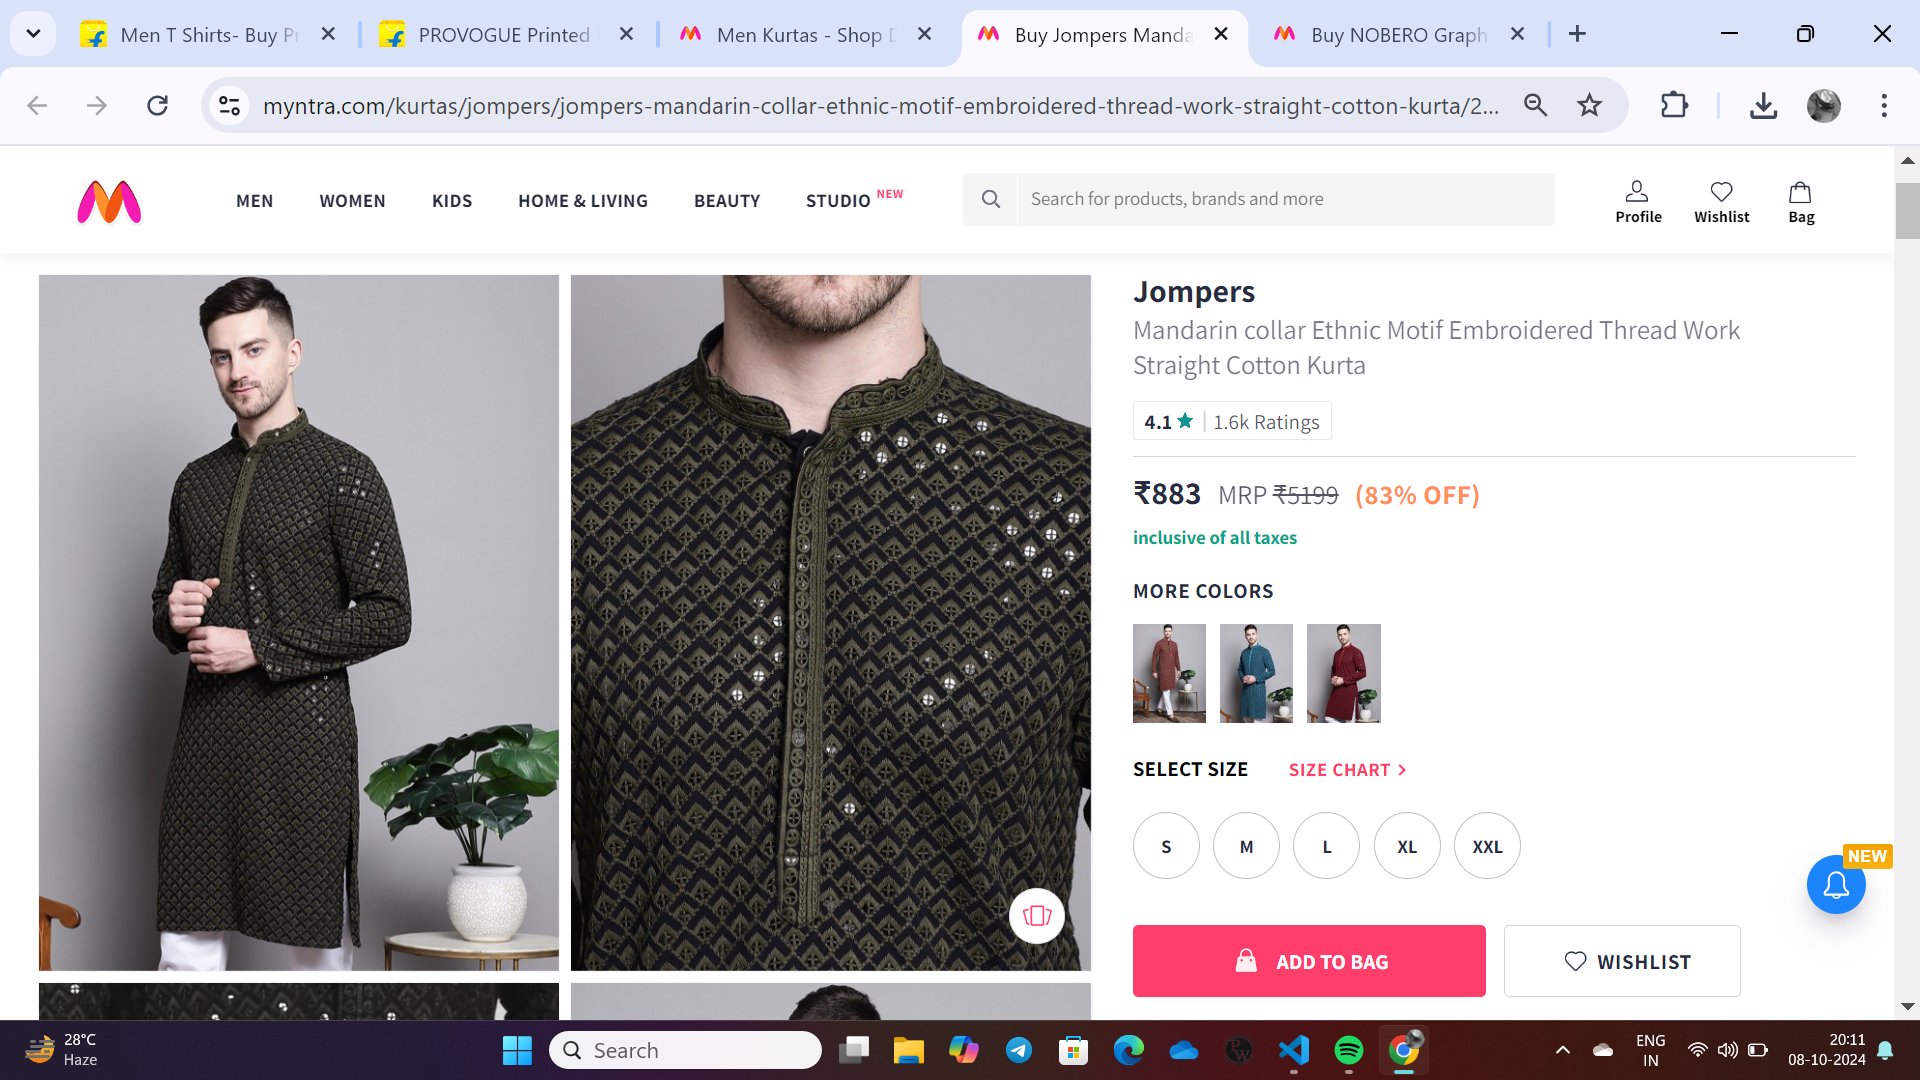 Men T Shirts- Buy Pr
PROVOGUE Printed
Men Kurtas - Shop D
Buy Jompers Manda
Buy NOBERO Graph
myntra.com/kurtas/jompers/jompers-mandarin-collar-ethnic-motif-embroidered-thread-work-straight-cotton-kurta/2...
MEN
WOMEN
KIDS
HOME & LIVING
BEAUTY
STUDIO NEW
Search for products, brands and more
Profile
Wishlist
Bag
Jompers
Mandarin collar Ethnic Motif Embroidered Thread Work
Straight Cotton Kurta
4.1 | 1.6k Ratings
₹883 MRP ₹5199 (83% OFF)
inclusive of all taxes
MORE COLORS
SELECT SIZE
SIZE CHART >
S
M
L
XL
XXL
NEW
ADD TO BAG
WISHLIST
28°C
Haze
Search
ENG
IN
20:11
08-10-2024